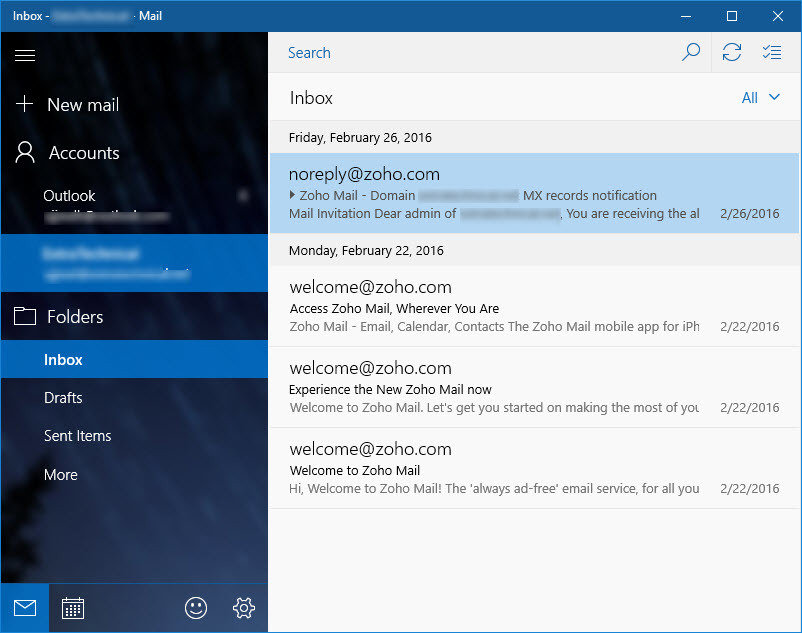 Inbox - · Mail
New mail
Accounts
Outlook
Folders
Inbox
Drafts
Sent Items
More
Search
Inbox
All
Friday, February 26, 2016
noreply@zoho.com
Zoho Mail - Domain MX records notification
Mail Invitation Dear admin of , You are receiving the al 2/26/2016
Monday, February 22, 2016
welcome@zoho.com
Access Zoho Mail, Wherever You Are
Zoho Mail - Email, Calendar, Contacts The Zoho Mail mobile app for iPh 2/22/2016
welcome@zoho.com
Experience the New Zoho Mail now
Welcome to Zoho Mail. Let's get you started on making the most of you 2/22/2016
welcome@zoho.com
Welcome to Zoho Mail
Hi, Welcome to Zoho Mail! The 'always ad-free' email service, for all you 2/22/2016